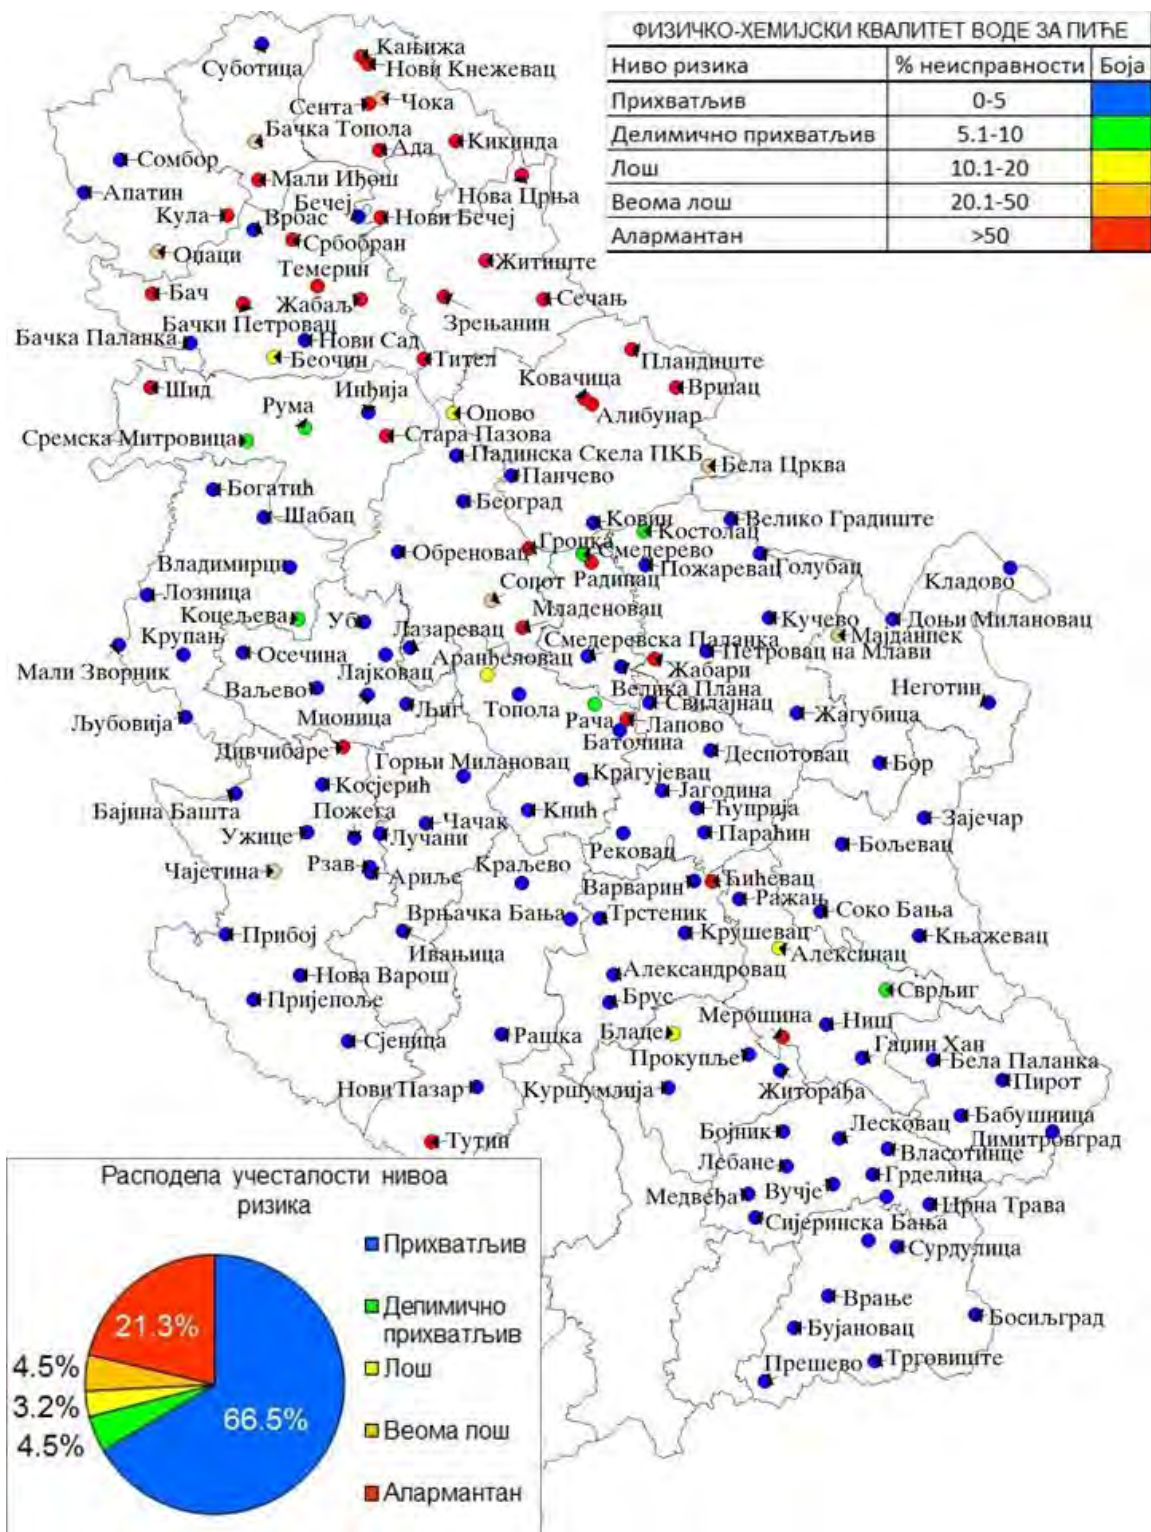 ФИЗИЧКО-ХЕМИЈСКИ КВАЛИТЕТ ВОДЕ ЗА ПИЋЕ
Ниво ризика % неисправности Боја
Прихватљив 0-5
Делимично прихватљив 5.1-10
Лош 10.1-20
Веома лош 20.1-50
Алармантан >50
Суботица
Кањижа
Нови Кнежевац
Сента
Чока
Бачка Топола
Ада
Кикинда
Сомбор
Апатин
Мали Иђош
Нова Црња
Бечеј
Кула
Врбас
Нови Бечеј
Србобран
Оџаци
Темерин
Житиште
Бач
Жабаљ
Сечањ
Бачки Петровац
Зрењанин
Бачка Паланка
Нови Сад
Беочин
Тител
Пландиште
Шид
Инђија
Ковачица
Вршац
Рума
Опово
Алибунар
Сремска Митровица
Стара Пазова
Падинска Скела ПКБ
Бела Црква
Панчево
Богатић
Београд
Шабац
Ковин
Велико Градиште
Костолац
Обреновац
Гроцка
Смедерево
Голубац
Владимирци
Радинац
Пожаревац
Кладово
Лозница
Сопот
Коцељева
Младеновац
Уб
Кучево
Доњи Милановац
Лазаревац
Мајданпек
Крупањ
Смедеревска Паланка
Осечина
Аранђеловац
Петровац на Млави
Мали Зворник
Лајковац
Жабари
Ваљево
Велика Плана
Неготин
Мионица
Љиг
Топола
Свилајнац
Љубовија
Рача
Лапово
Жагубица
Баточина
Дивчибаре
Деспотовац
Горњи Милановац
Бор
Косјерић
Крагујевац
Јагодина
Бајина Башта
Пожега
Кнић
Ћуприја
Зајечар
Ужице
Лучани
Чачак
Параћин
Рековац
Бољевац
Чајетина
Рзав
Ариље
Краљево
Варварин
Ћићевац
Ражањ
Врњачка Бања
Трстеник
Соко Бања
Прибој
Ивањица
Крушевац
Књажевац
Алексинац
Нова Варош
Александровац
Пријепоље
Брус
Сврљиг
Мерошина
Сјеница
Рашка
Блаце
Ниш
Прокупље
Гаџин Хан
Бела Паланка
Нови Пазар
Куршумлија
Житорађа
Пирот
Бојник
Лесковац
Бабушница
Димитровград
Тутин
Власотинце
Лебане
Грделица
Медвеђа
Вучје
Црна Трава
Сијеринска Бања
Сурдулица
Врање
Босиљград
Бујановац
Прешево
Трговиште
Расподела учесталости нивоа
ризика
Прихватљив
Делимично
прихватљив
Лош
Веома лош
Алармантан
21.3%
4.5%
3.2%
4.5%
66.5%